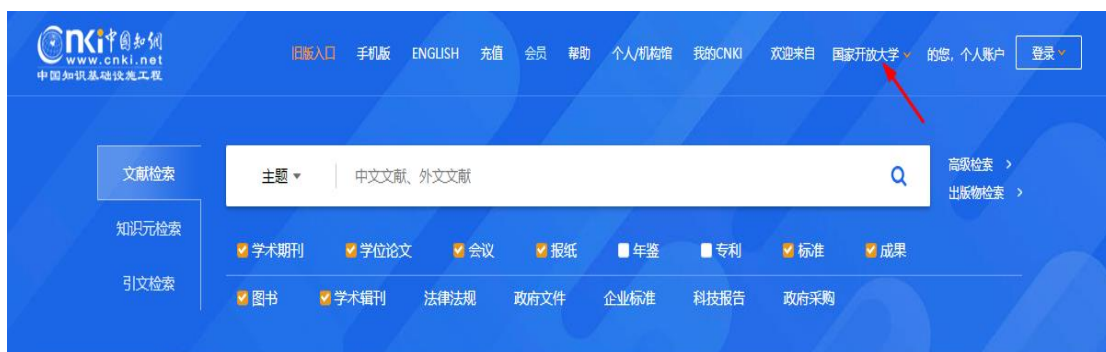 cnki中国知网
www.cnki.net
中国知识基础设施工程
旧版入口 手机版 ENGLISH 充值 会员 帮助 个人/机构馆 我的CNKI 欢迎来自 国家开放大学 的您, 个人账户 登录
文献检索
主题 中文文献、外文文献
高级检索 >
出版物检索 >
知识元检索
学术期刊 学位论文 会议 报纸 年鉴 专利 标准 成果
引文检索
图书 学术辑刊 法律法规 政府文件 企业标准 科技报告 政府采购